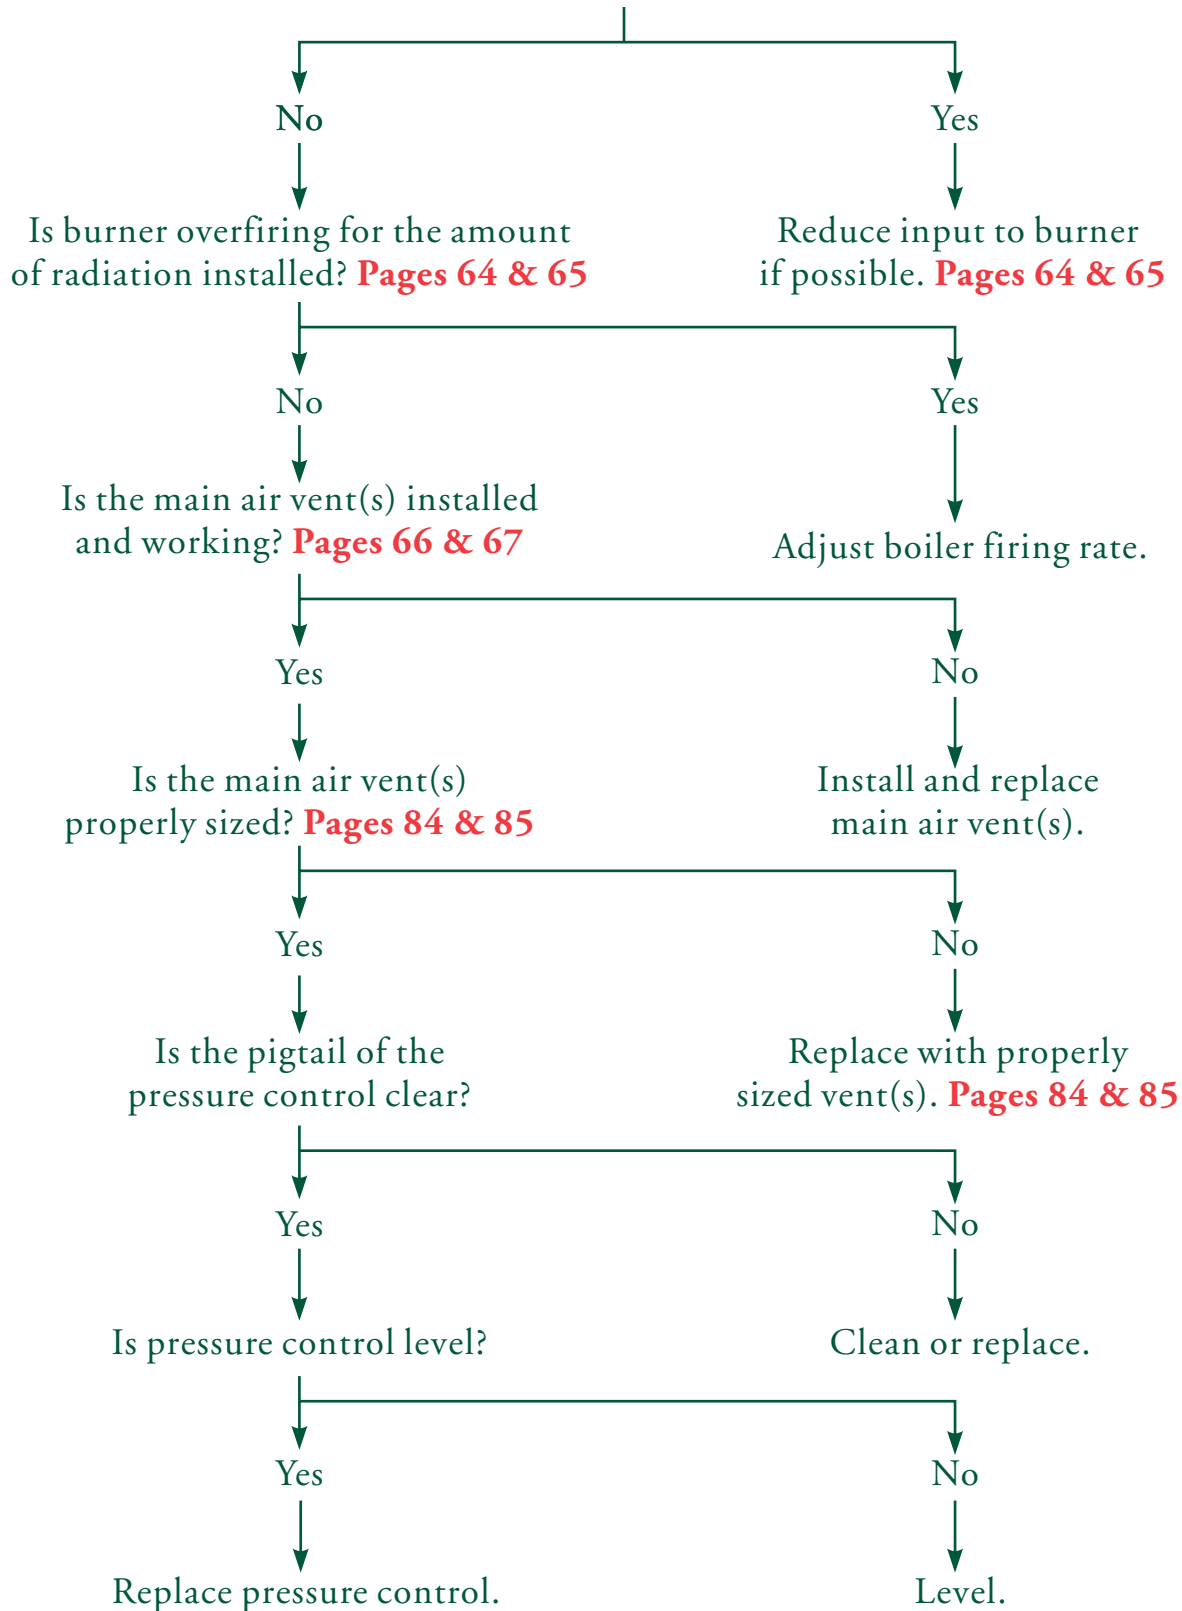 No
Yes
Is burner overfiring for the amount
of radiation installed? Pages 64 & 65
Reduce input to burner
if possible. Pages 64 & 65
No
Yes
Is the main air vent(s) installed
and working? Pages 66 & 67
Adjust boiler firing rate.
Yes
No
Is the main air vent(s)
properly sized? Pages 84 & 85
Install and replace
main air vent(s).
Yes
No
Is the pigtail of the
pressure control clear?
Replace with properly
sized vent(s). Pages 84 & 85
Yes
No
Is pressure control level?
Clean or replace.
Yes
No
Replace pressure control.
Level.